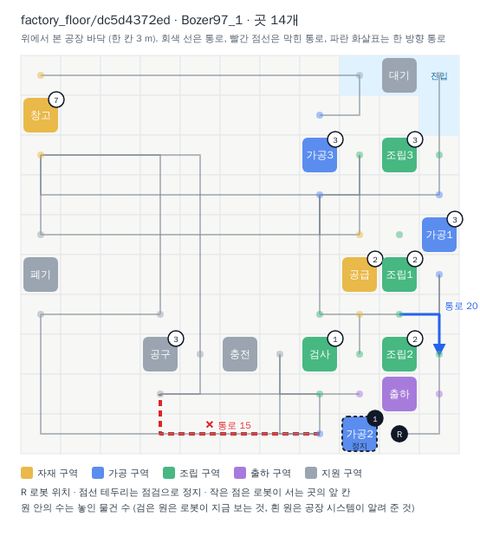 factory_floor/dc5d4372ed · Bozer97_1 · 곳 14개
위에서 본 공장 바닥 (한 칸 3 m). 회색 선은 통로, 빨간 점선은 막힌 통로, 파란 화살표는 한 방향 통로
대기
진입
창고
7
가공3
3
조립3
3
가공1
3
폐기
공급
2
조립1
2
통로 20
공구
3
충전
검사
1
조립2
2
출하
✕ 통로 15
가공2
1
정지
R
자재 구역
가공 구역
조립 구역
출하 구역
지원 구역
R 로봇 위치 · 점선 테두리는 점검으로 정지 · 작은 점은 로봇이 서는 곳의 앞 칸
원 안의 수는 놓인 물건 수 (검은 원은 로봇이 지금 보는 것, 흰 원은 공장 시스템이 알려 준 것)